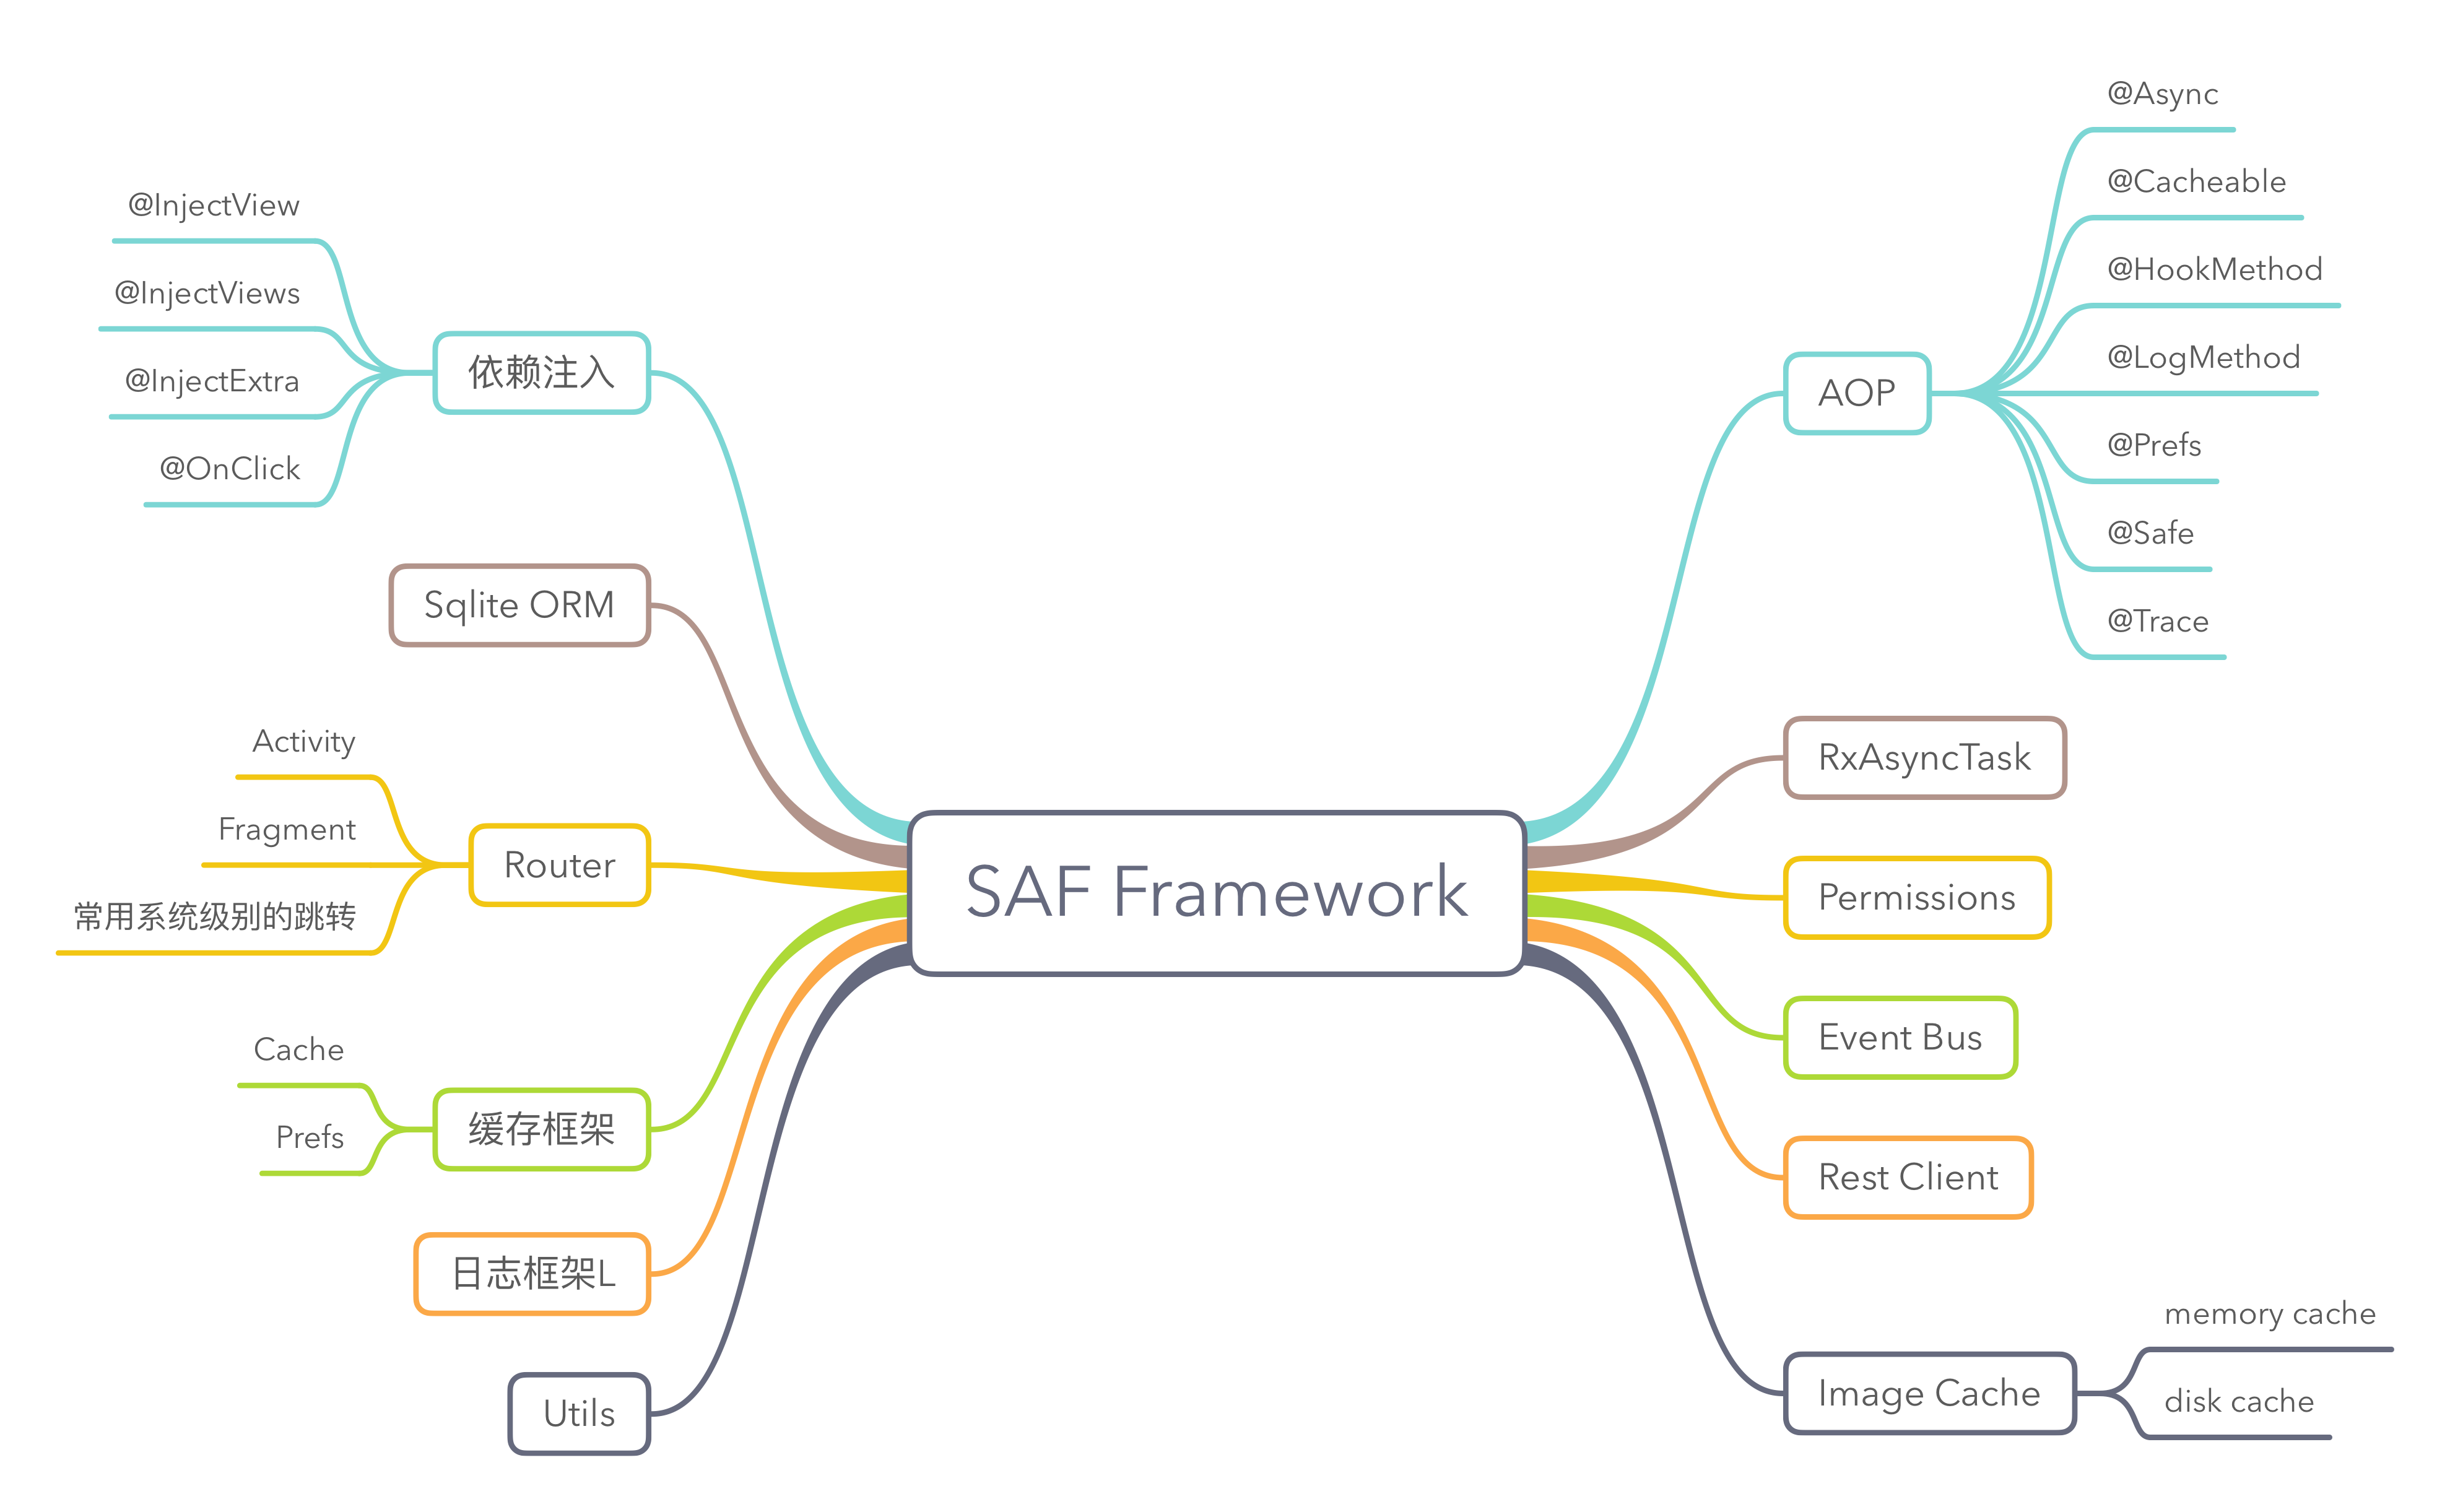 SAF Framework
AOP
@Async
@Cacheable
@HookMethod
@LogMethod
@Prefs
@Safe
@Trace
RxAsyncTask
Permissions
Event Bus
Rest Client
Image Cache
memory cache
disk cache
依赖注入
@InjectView
@InjectViews
@InjectExtra
@OnClick
Sqlite ORM
Router
Activity
Fragment
常用系统级别的跳转
缓存框架
Cache
Prefs
日志框架L
Utils